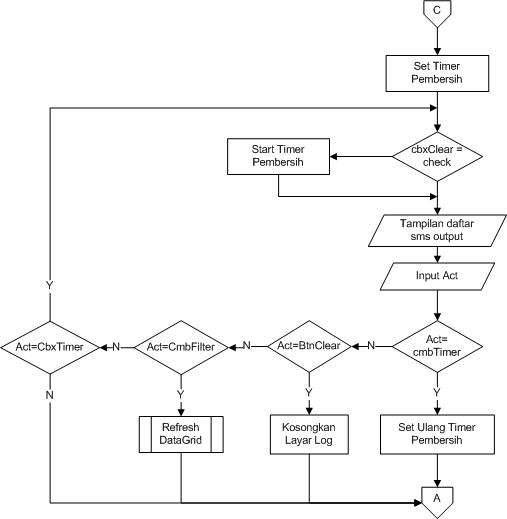 C
Set Timer
Pembersih
cbxClear =
check
Start Timer
Pembersih
Tampilan daftar
sms output
Input Act
Y
Act=CbxTimer
N
Act=CmbFilter
N
Act=BtnClear
N
Act=
cmbTimer
N
Y
Y
Y
Refresh
DataGrid
Kosongkan
Layar Log
Set Ulang Timer
Pembersih
A